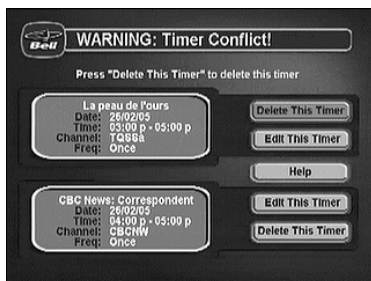 Bell
WARNING: Timer Conflict!
Press "Delete This Timer" to delete this timer
La peau de l'ours
Date: 26/02/05
Time: 03:00 p - 05:00 p
Channel: TQSSa
Freq: Once
Delete This Timer
Edit This Timer
Help
CBC News: Correspondent
Date: 26/02/05
Time: 04:00 p - 05:00 p
Channel: CBCNW
Freq: Once
Edit This Timer
Delete This Timer